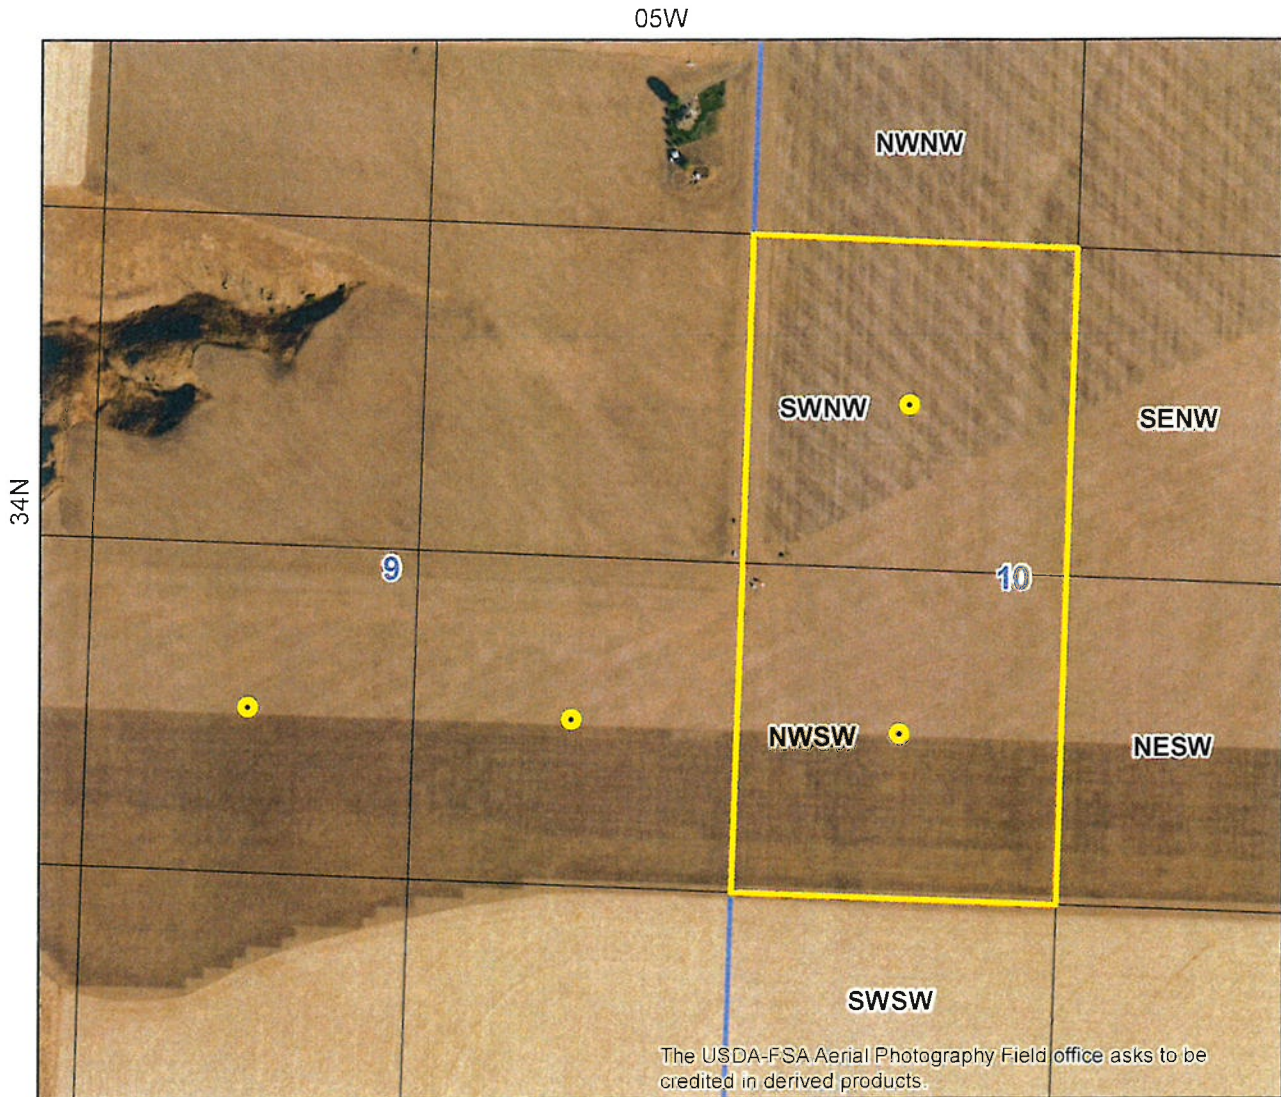 05W
NWNW
SWNW
SENW
34N
9
10
NWSW
NESW
SWSW
The USDA-FSA Aerial Photography Field office asks to be
credited in derived products.